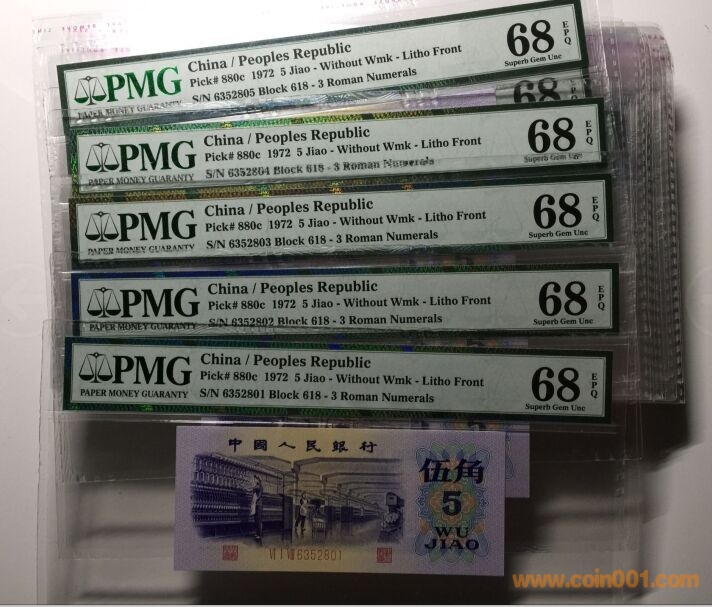 PMG
PAPER MONEY GUARANTY
China / Peoples Republic
Pick# 880c 1972 5 Jiao - Without Wmk - Litho Front
S/N 6352805 Block 618 - 3 Roman Numerals
68
EPQ
Superb Gem Unc
68
PMG
PAPER MONEY GUARANTY
China / Peoples Republic
Pick# 880c 1972 5 Jiao - Without Wmk - Litho Front
S/N 6352804 Block 618 - 3 Roman Numerals
68
EPQ
Superb Gem Unc
PMG
PAPER MONEY GUARANTY
China / Peoples Republic
Pick# 880c 1972 5 Jiao - Without Wmk - Litho Front
S/N 6352803 Block 618 - 3 Roman Numerals
68
EPQ
Superb Gem Unc
PMG
PAPER MONEY GUARANTY
China / Peoples Republic
Pick# 880c 1972 5 Jiao - Without Wmk - Litho Front
S/N 6352802 Block 618 - 3 Roman Numerals
68
EPQ
Superb Gem Unc
PMG
PAPER MONEY GUARANTY
China / Peoples Republic
Pick# 880c 1972 5 Jiao - Without Wmk - Litho Front
S/N 6352801 Block 618 - 3 Roman Numerals
68
EPQ
Superb Gem Unc
中國人民銀行
伍角
5
WU
JIAO
VI I VIII 6352801
www.coin001.com